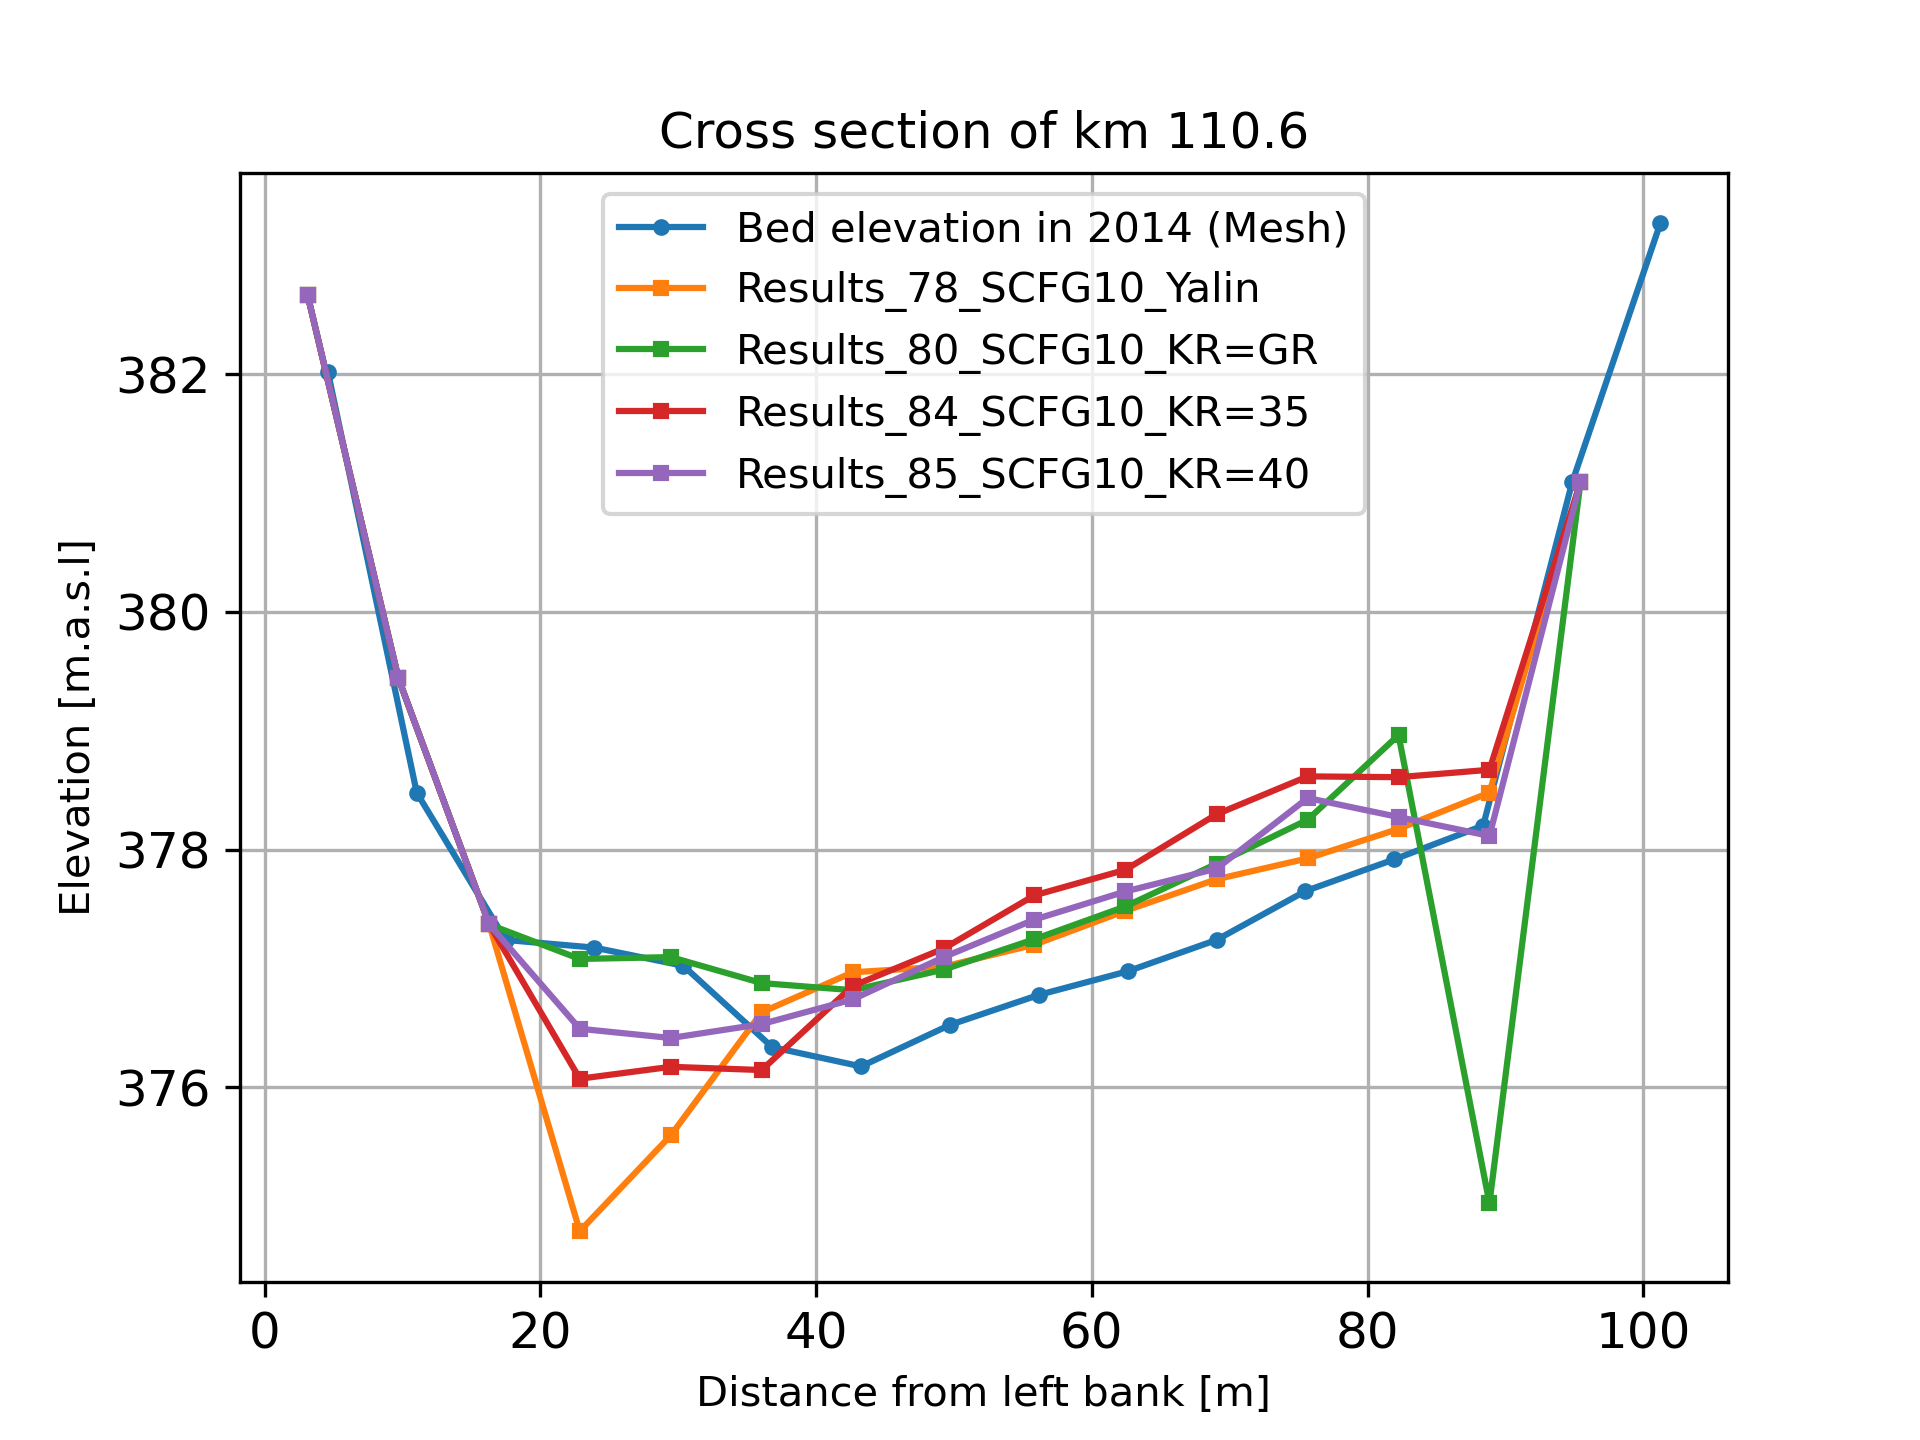 Cross section of km 110.6
Bed elevation in 2014 (Mesh)
Results_78_SCFG10_Yalin
Results_80_SCFG10_KR=GR
Results_84_SCFG10_KR=35
Results_85_SCFG10_KR=40
382
380
378
376
Elevation [m.a.s.l]
0 20 40 60 80 100
Distance from left bank [m]